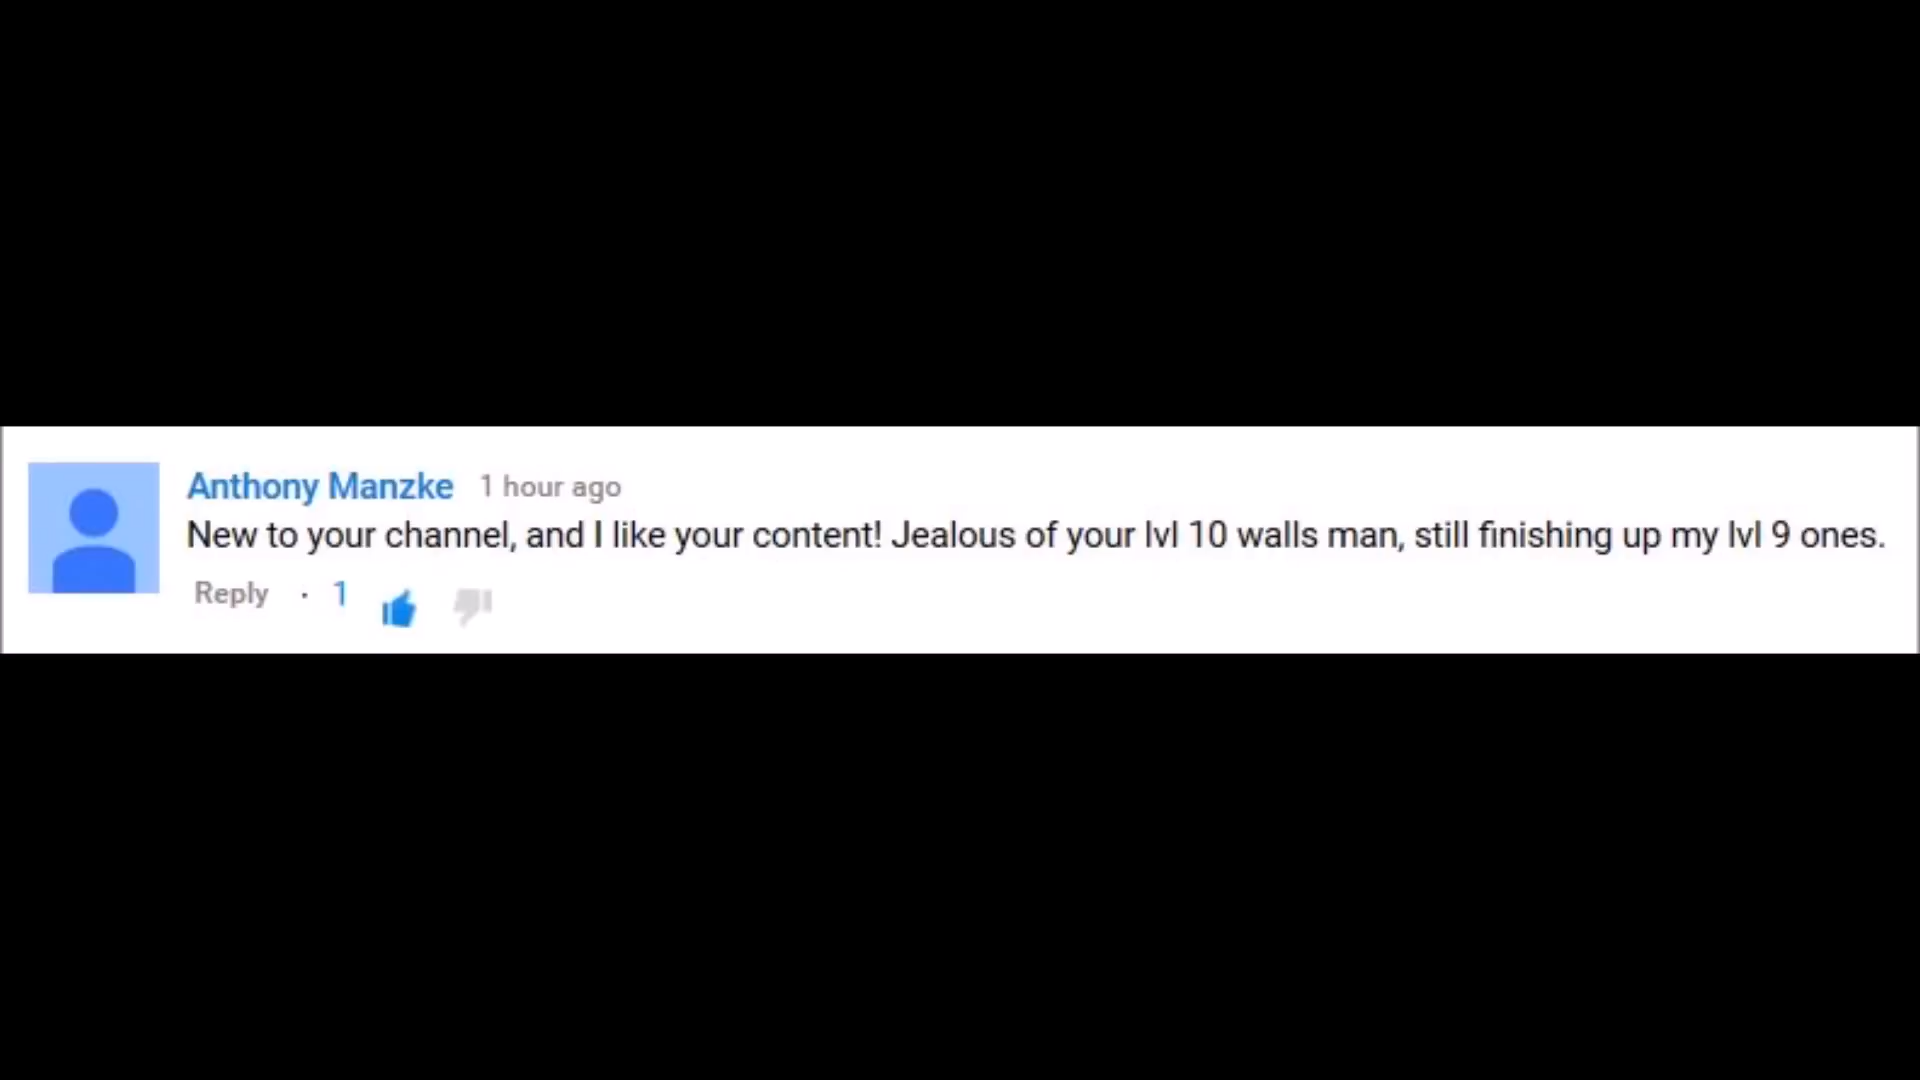 Anthony Manzke 1 hour ago
New to your channel, and I like your content! Jealous of your lvl 10 walls man, still finishing up my lvl 9 ones.
Reply · 1